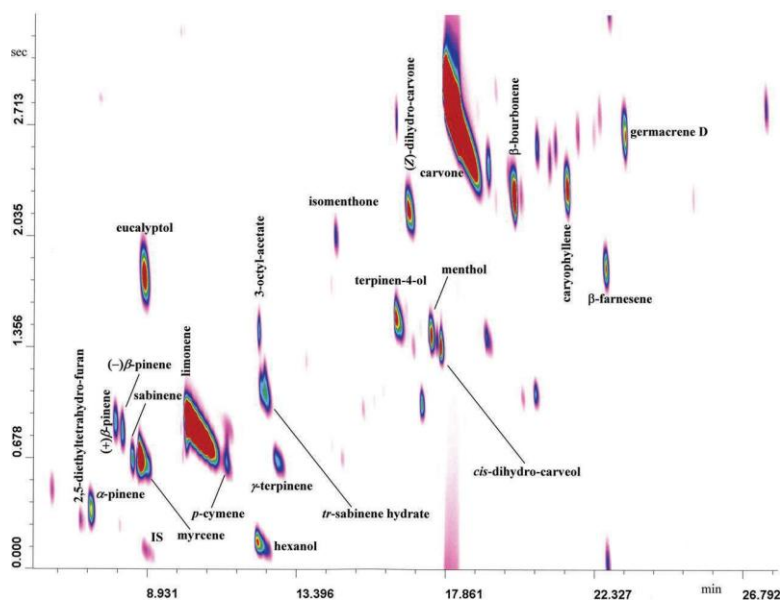 sec
2.713
2.035
1.356
0.678
0.000
8.931
13.396
17.861
22.327
min
26.792
(Z)-dihydro-carvone
β-bourbonene
germacrene D
carvone
isomenthone
eucalyptol
3-octyl-acetate
terpinen-4-ol
menthol
caryophyllene
β-farnesene
2,5-diethyltetrahydro-furan
(−)β-pinene
(+)β-pinene
sabinene
limonene
α-pinene
p-cymene
γ-terpinene
tr-sabinene hydrate
cis-dihydro-carveol
IS
myrcene
hexanol